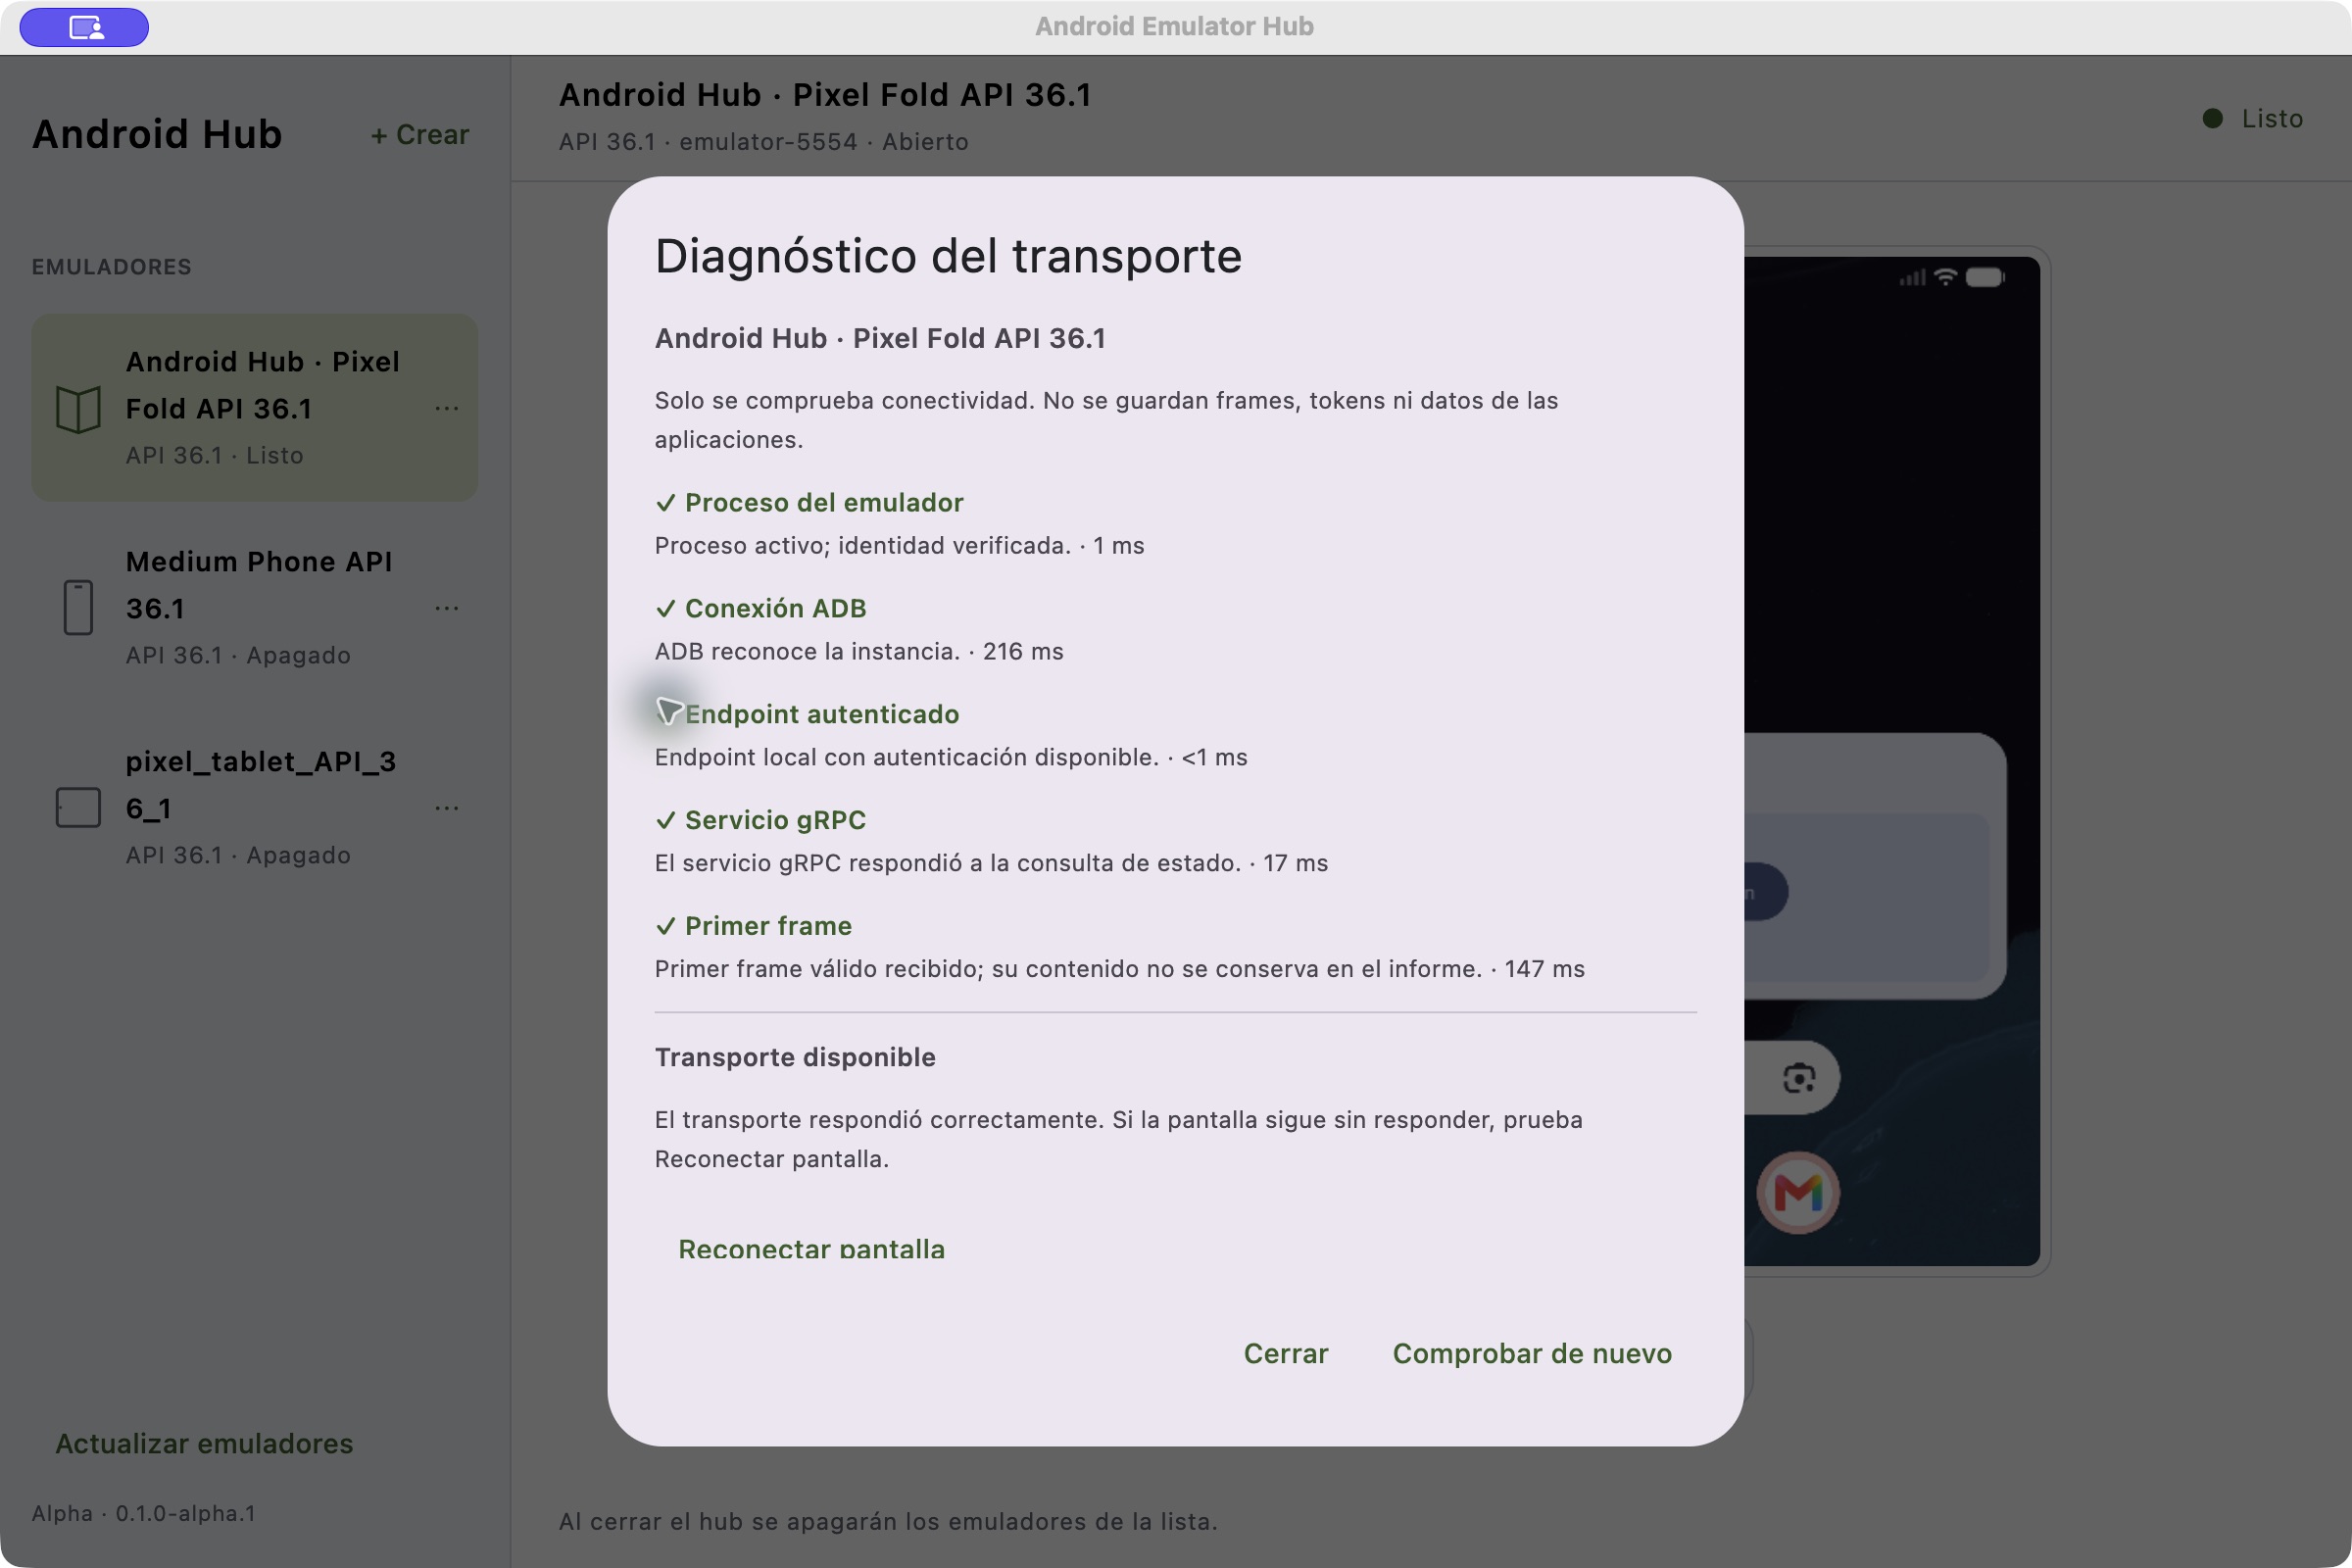 Android Emulator Hub
Android Hub
+ Crear
EMULADORES
Android Hub · Pixel
Fold API 36.1
...
API 36.1 · Listo
Medium Phone API
36.1
...
API 36.1 · Apagado
pixel_tablet_API_3
6_1
...
API 36.1 · Apagado
Actualizar emuladores
Alpha · 0.1.0-alpha.1
Android Hub · Pixel Fold API 36.1
API 36.1 · emulator-5554 · Abierto
Listo
Diagnóstico del transporte
Android Hub · Pixel Fold API 36.1
Solo se comprueba conectividad. No se guardan frames, tokens ni datos de las
aplicaciones.
✓ Proceso del emulador
Proceso activo; identidad verificada. · 1 ms
✓ Conexión ADB
ADB reconoce la instancia. · 216 ms
Endpoint autenticado
Endpoint local con autenticación disponible. · <1 ms
✓ Servicio gRPC
El servicio gRPC respondió a la consulta de estado. · 17 ms
✓ Primer frame
Primer frame válido recibido; su contenido no se conserva en el informe. · 147 ms
Transporte disponible
El transporte respondió correctamente. Si la pantalla sigue sin responder, prueba
Reconectar pantalla.
Reconectar pantalla
Cerrar
Comprobar de nuevo
n
Al cerrar el hub se apagarán los emuladores de la lista.